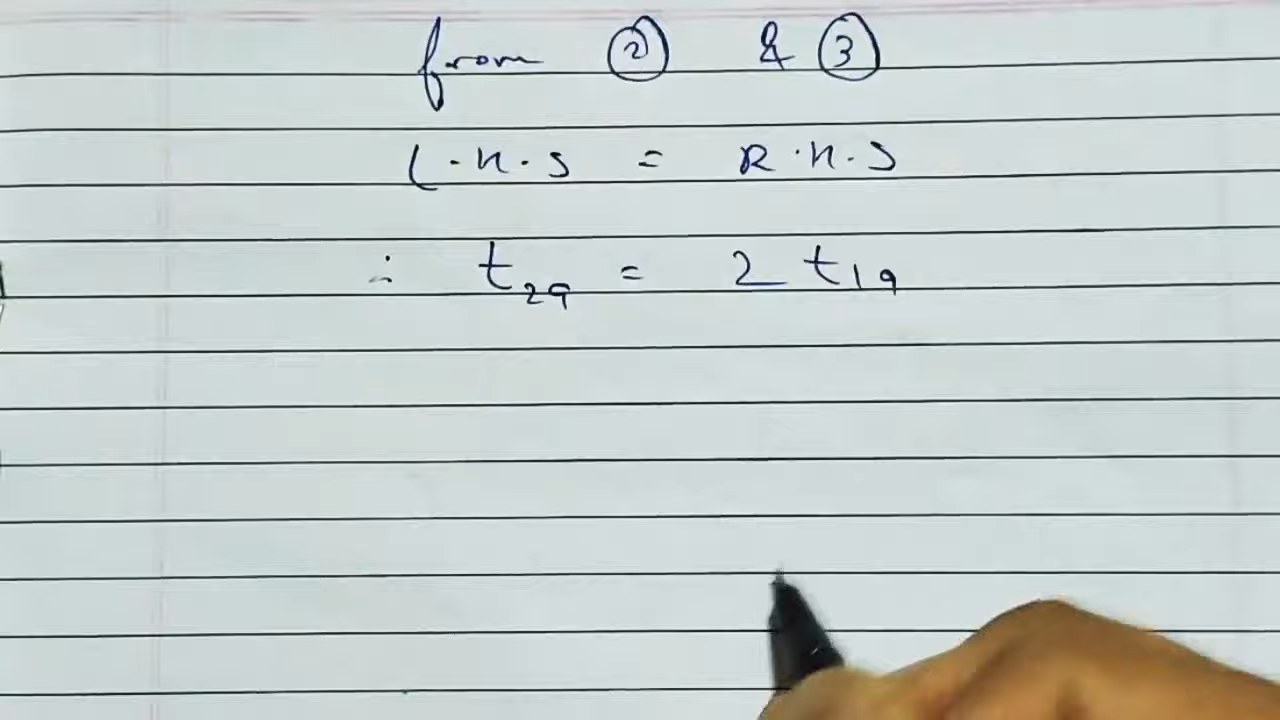 from ② & ③
L.H.S = R.H.S
∴ t₂₉ = 2 t₁₉